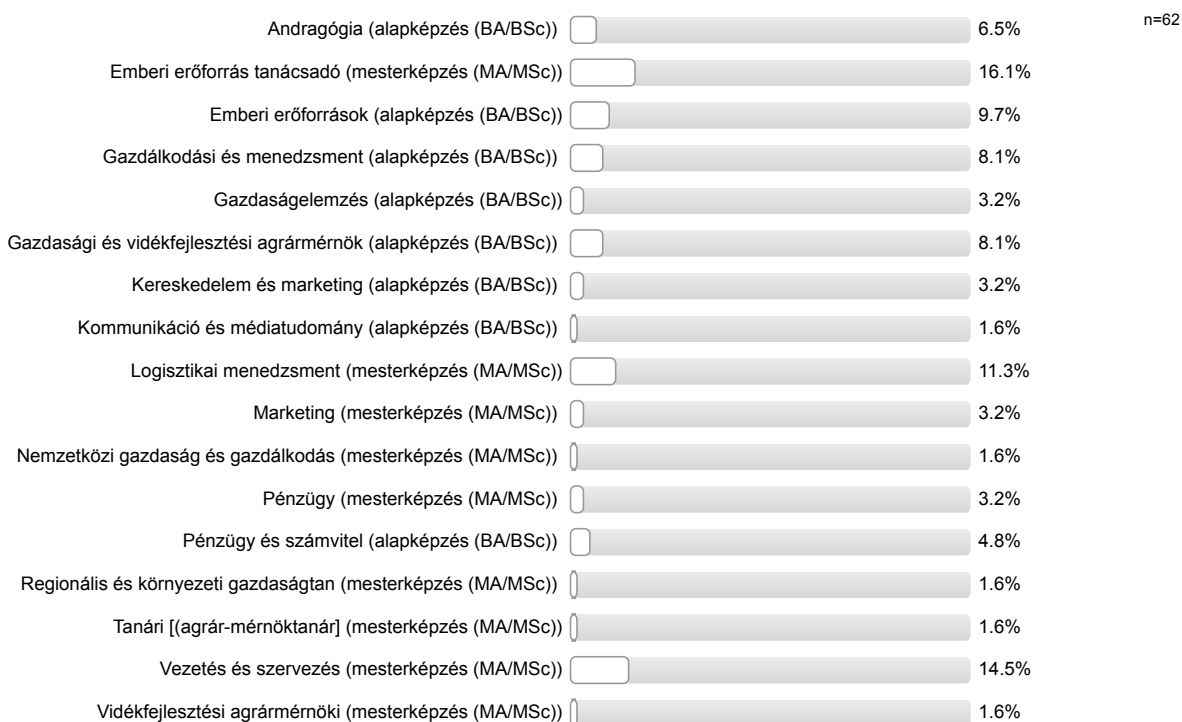 Andragógia (alapképzés (BA/BSc)) 6.5% n=62
Emberi erőforrás tanácsadó (mesterképzés (MA/MSc)) 16.1%
Emberi erőforrások (alapképzés (BA/BSc)) 9.7%
Gazdálkodási és menedzsment (alapképzés (BA/BSc)) 8.1%
Gazdaságelemzés (alapképzés (BA/BSc)) 3.2%
Gazdasági és vidékfejlesztési agrármérnök (alapképzés (BA/BSc)) 8.1%
Kereskedelem és marketing (alapképzés (BA/BSc)) 3.2%
Kommunikáció és médiatudomány (alapképzés (BA/BSc)) 1.6%
Logisztikai menedzsment (mesterképzés (MA/MSc)) 11.3%
Marketing (mesterképzés (MA/MSc)) 3.2%
Nemzetközi gazdaság és gazdálkodás (mesterképzés (MA/MSc)) 1.6%
Pénzügy (mesterképzés (MA/MSc)) 3.2%
Pénzügy és számvitel (alapképzés (BA/BSc)) 4.8%
Regionális és környezeti gazdaságtan (mesterképzés (MA/MSc)) 1.6%
Tanári [(agrár-mérnöktanár] (mesterképzés (MA/MSc)) 1.6%
Vezetés és szervezés (mesterképzés (MA/MSc)) 14.5%
Vidékfejlesztési agrármérnöki (mesterképzés (MA/MSc)) 1.6%